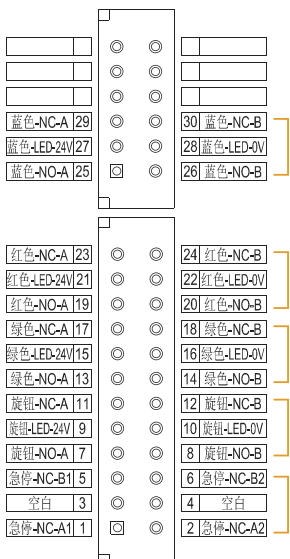 蓝色-NC-A 29 30 蓝色-NC-B
蓝色-LED-24V 27 28 蓝色-LED-0V
蓝色-NO-A 25 26 蓝色-NO-B
红色-NC-A 23 24 红色-NC-B
红色-LED-24V 21 22 红色-LED-0V
红色-NO-A 19 20 红色-NO-B
绿色-NC-A 17 18 绿色-NC-B
绿色-LED-24V 15 16 绿色-LED-0V
绿色-NO-A 13 14 绿色-NO-B
旋钮-NC-A 11 12 旋钮-NC-B
旋钮-LED-24V 9 10 旋钮-LED-0V
旋钮-NO-A 7 8 旋钮-NO-B
急停-NC-B1 5 6 急停-NC-B2
空白 3 4 空白
急停-NC-A1 1 2 急停-NC-A2